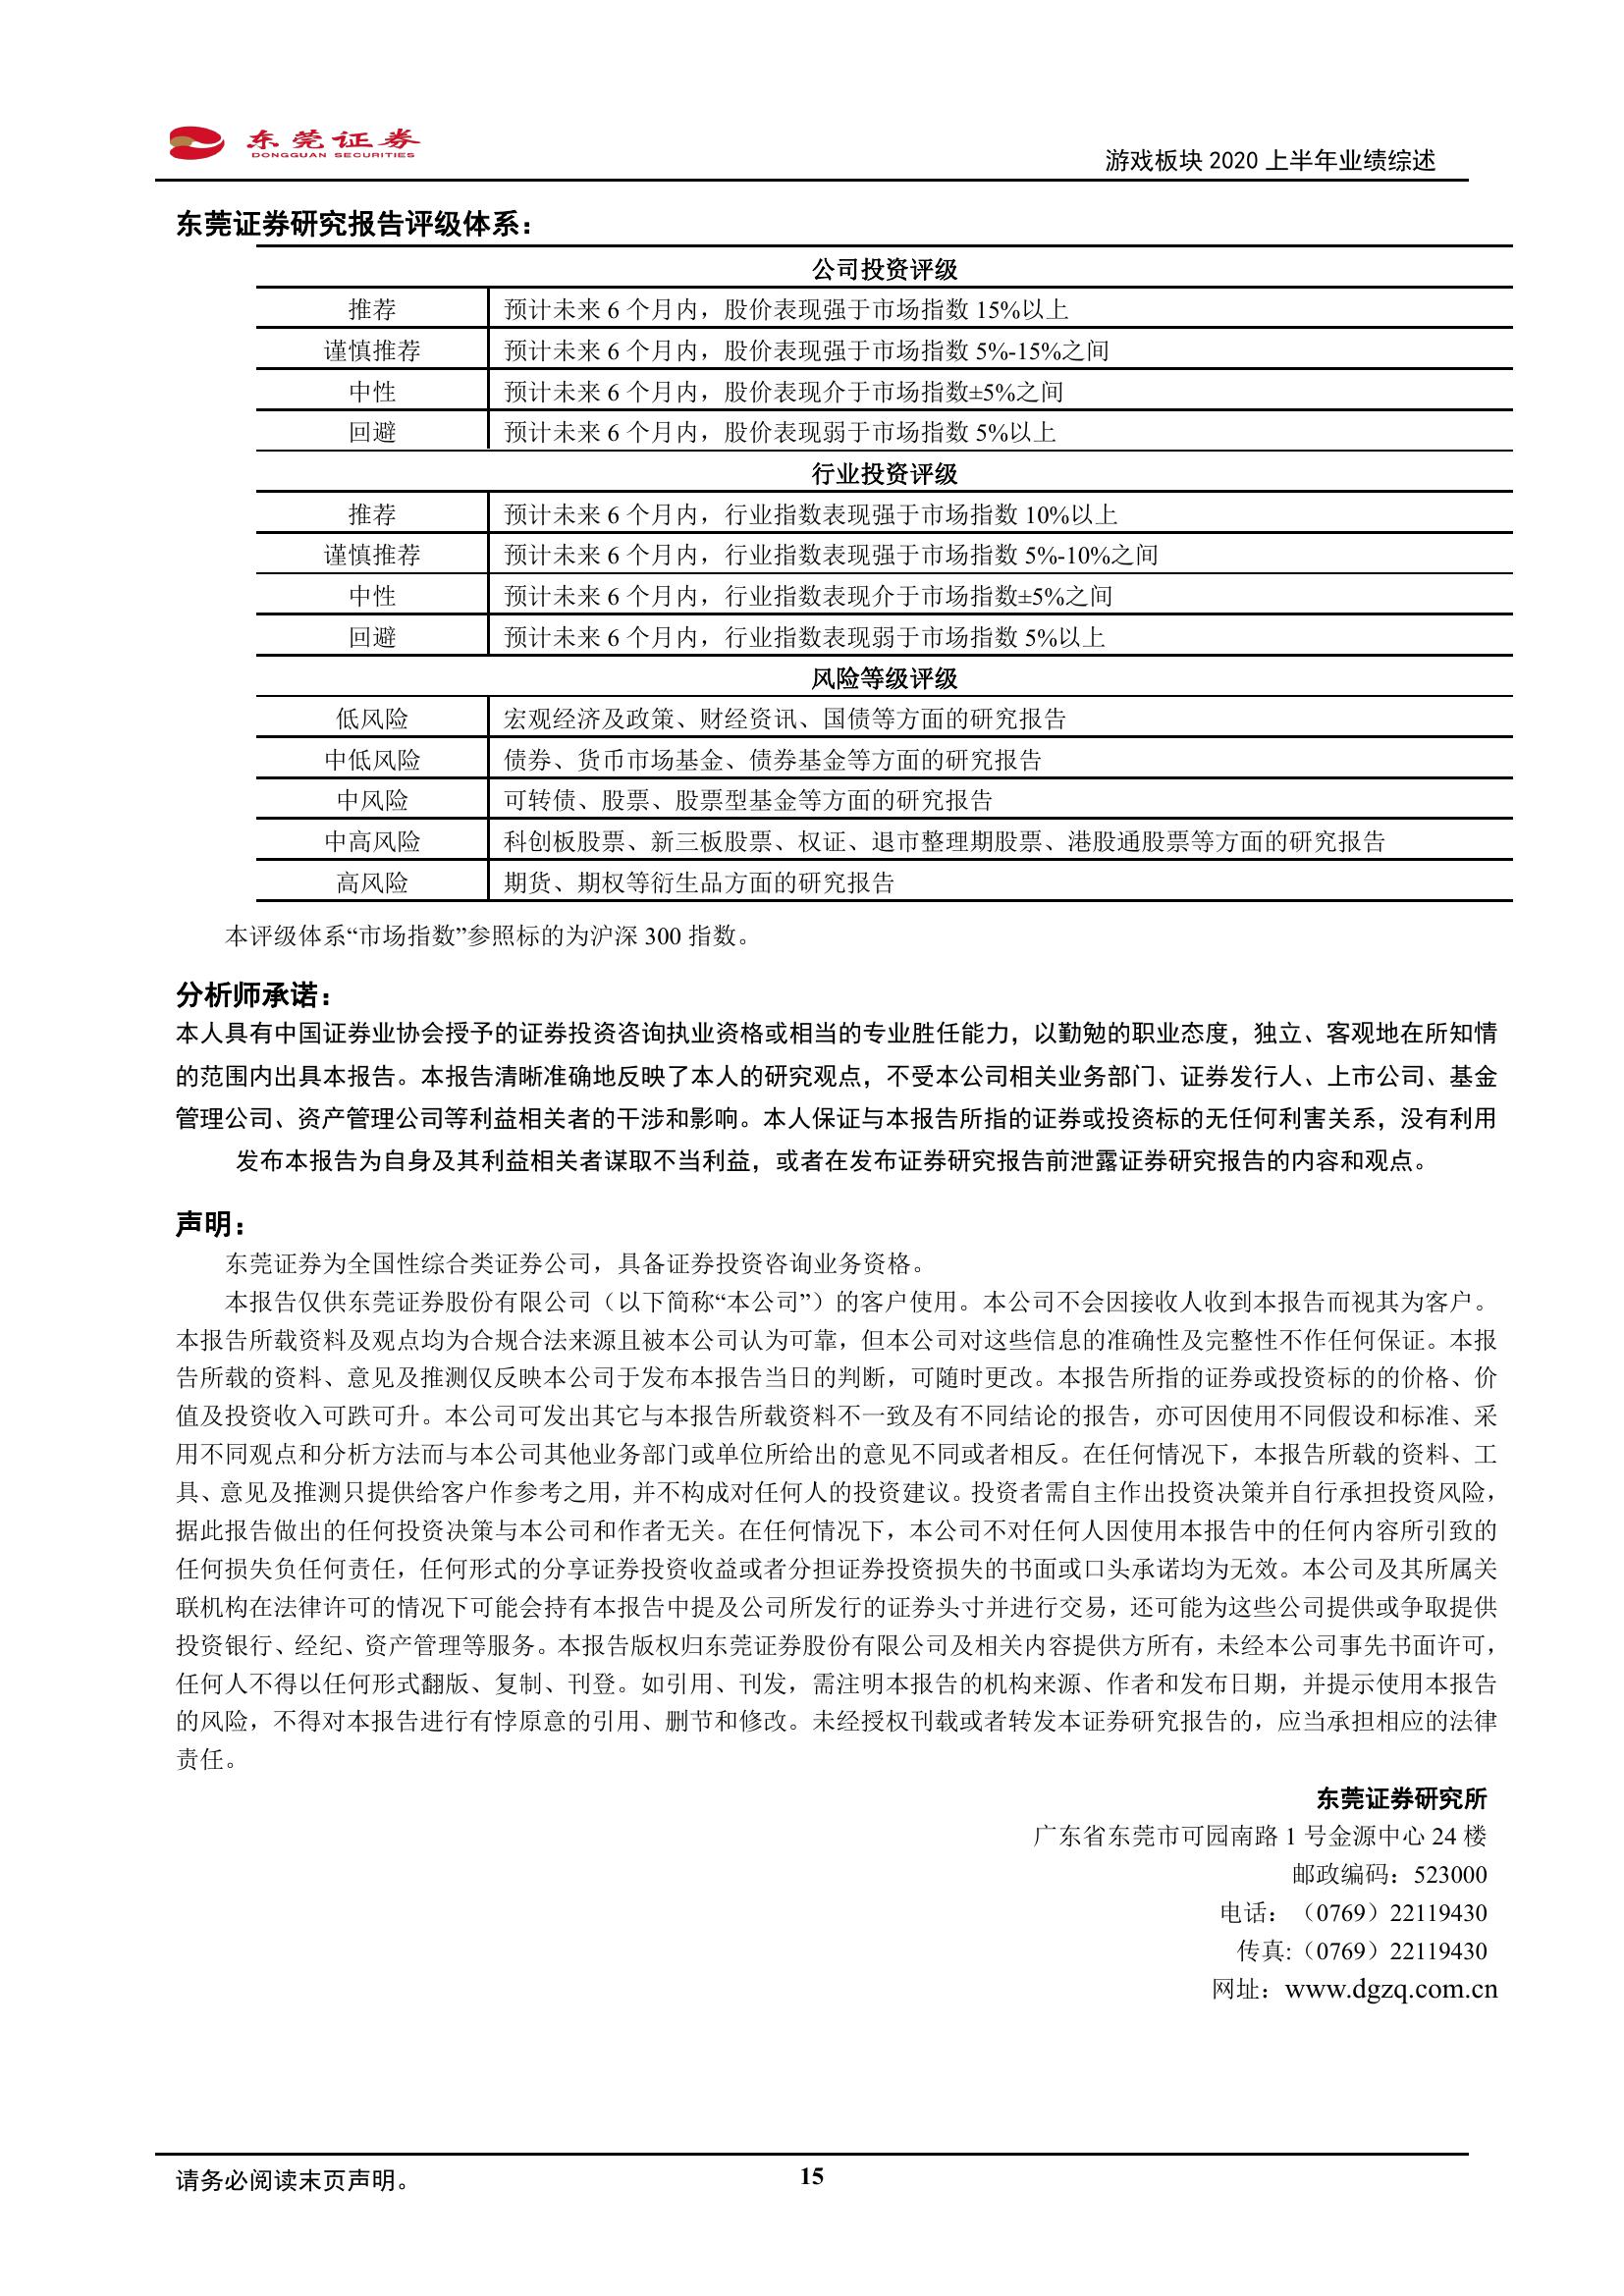 东莞证券
DONGGUAN SECURITIES
游戏板块 2020 上半年业绩综述
东莞证券研究报告评级体系：
公司投资评级
推荐 预计未来 6 个月内，股价表现强于市场指数 15%以上
谨慎推荐 预计未来 6 个月内，股价表现强于市场指数 5%-15%之间
中性 预计未来 6 个月内，股价表现介于市场指数±5%之间
回避 预计未来 6 个月内，股价表现弱于市场指数 5%以上
行业投资评级
推荐 预计未来 6 个月内，行业指数表现强于市场指数 10%以上
谨慎推荐 预计未来 6 个月内，行业指数表现强于市场指数 5%-10%之间
中性 预计未来 6 个月内，行业指数表现介于市场指数±5%之间
回避 预计未来 6 个月内，行业指数表现弱于市场指数 5%以上
风险等级评级
低风险 宏观经济及政策、财经资讯、国债等方面的研究报告
中低风险 债券、货币市场基金、债券基金等方面的研究报告
中风险 可转债、股票、股票型基金等方面的研究报告
中高风险 科创板股票、新三板股票、权证、退市整理期股票、港股通股票等方面的研究报告
高风险 期货、期权等衍生品方面的研究报告
本评级体系“市场指数”参照标的为沪深 300 指数。
分析师承诺：
本人具有中国证券业协会授予的证券投资咨询执业资格或相当的专业胜任能力，以勤勉的职业态度，独立、客观地在所知情
的范围内出具本报告。本报告清晰准确地反映了本人的研究观点，不受本公司相关业务部门、证券发行人、上市公司、基金
管理公司、资产管理公司等利益相关者的干涉和影响。本人保证与本报告所指的证券或投资标的无任何利害关系，没有利用
发布本报告为自身及其利益相关者谋取不当利益，或者在发布证券研究报告前泄露证券研究报告的内容和观点。
声明：
东莞证券为全国性综合类证券公司，具备证券投资咨询业务资格。
本报告仅供东莞证券股份有限公司（以下简称“本公司”）的客户使用。本公司不会因接收人收到本报告而视其为客户。
本报告所载资料及观点均为合规合法来源且被本公司认为可靠，但本公司对这些信息的准确性及完整性不作任何保证。本报
告所载的资料、意见及推测仅反映本公司于发布本报告当日的判断，可随时更改。本报告所指的证券或投资标的的价格、价
值及投资收入可跌可升。本公司可发出其它与本报告所载资料不一致及有不同结论的报告，亦可因使用不同假设和标准、采
用不同观点和分析方法而与本公司其他业务部门或单位所给出的意见不同或者相反。在任何情况下，本报告所载的资料、工
具、意见及推测只提供给客户作参考之用，并不构成对任何人的投资建议。投资者需自主作出投资决策并自行承担投资风险，
据此报告做出的任何投资决策与本公司和作者无关。在任何情况下，本公司不对任何人因使用本报告中的任何内容所引致的
任何损失负任何责任，任何形式的分享证券投资收益或者分担证券投资损失的书面或口头承诺均为无效。本公司及其所属关
联机构在法律许可的情况下可能会持有本报告中提及公司所发行的证券头寸并进行交易，还可能为这些公司提供或争取提供
投资银行、经纪、资产管理等服务。本报告版权归东莞证券股份有限公司及相关内容提供方所有，未经本公司事先书面许可，
任何人不得以任何形式翻版、复制、刊登。如引用、刊发，需注明本报告的机构来源、作者和发布日期，并提示使用本报告
的风险，不得对本报告进行有悖原意的引用、删节和修改。未经授权刊载或者转发本证券研究报告的，应当承担相应的法律
责任。
东莞证券研究所
广东省东莞市可园南路 1 号金源中心 24 楼
邮政编码：523000
电话：（0769）22119430
传真:（0769）22119430
网址：www.dgzq.com.cn
请务必阅读末页声明。
15